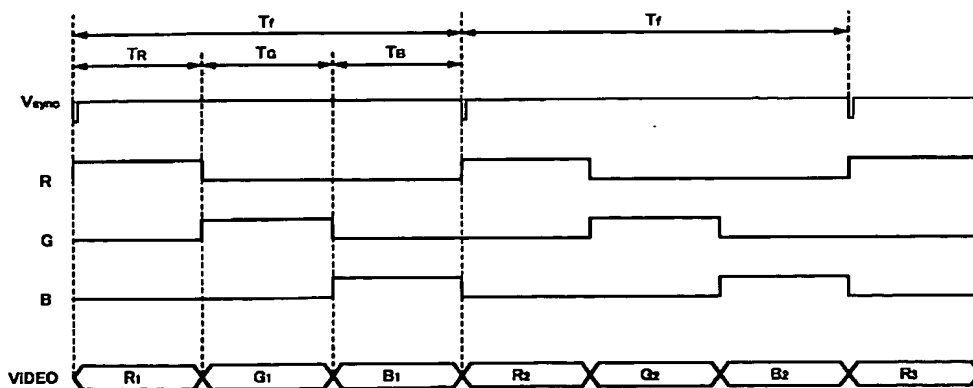 Tf Tf
TR TG TB
Vsync
R
G
B
VIDEO R1 G1 B1 R2 G2 B2 R3